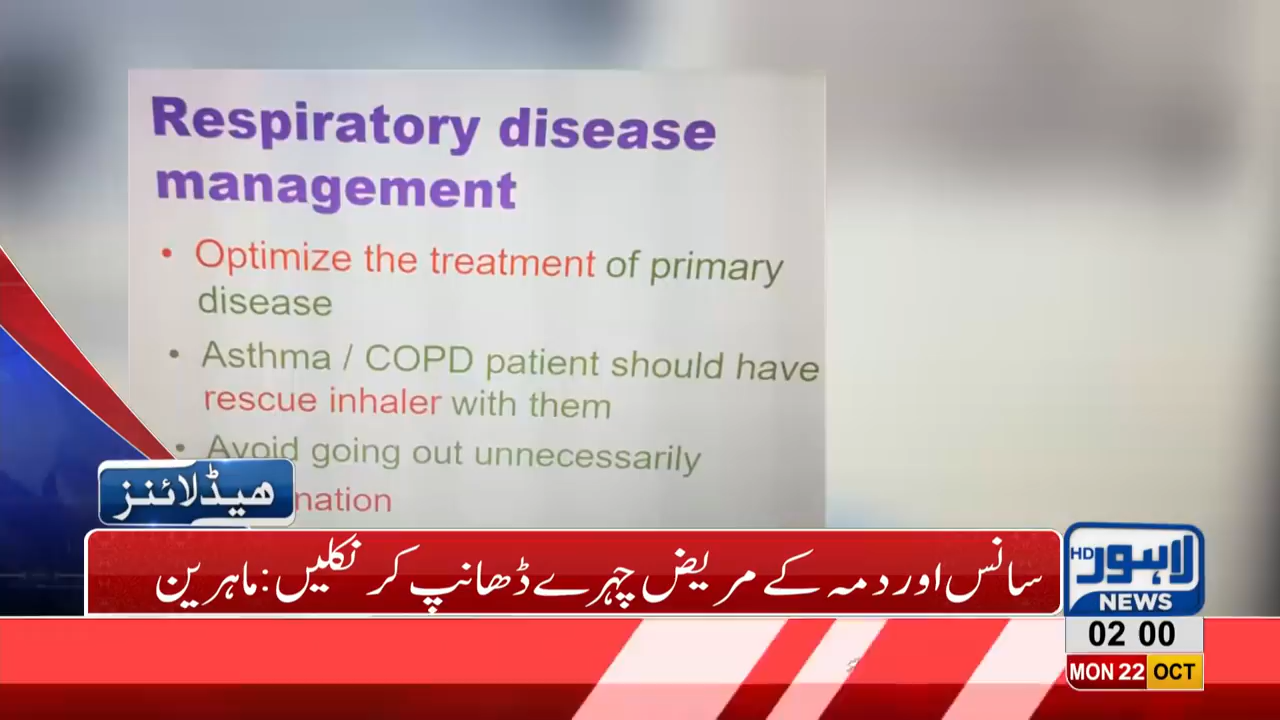 Respiratory disease
management
• Optimize the treatment of primary
disease
• Asthma / COPD patient should have
rescue inhaler with them
• Avoid going out unnecessarily
nation
ھیڈلائنز
سانس اور دمہ کے مریض چہرے ڈھانپ کر نکلیں: ماہرین
HD لاہور
NEWS
02 00
MON 22 OCT